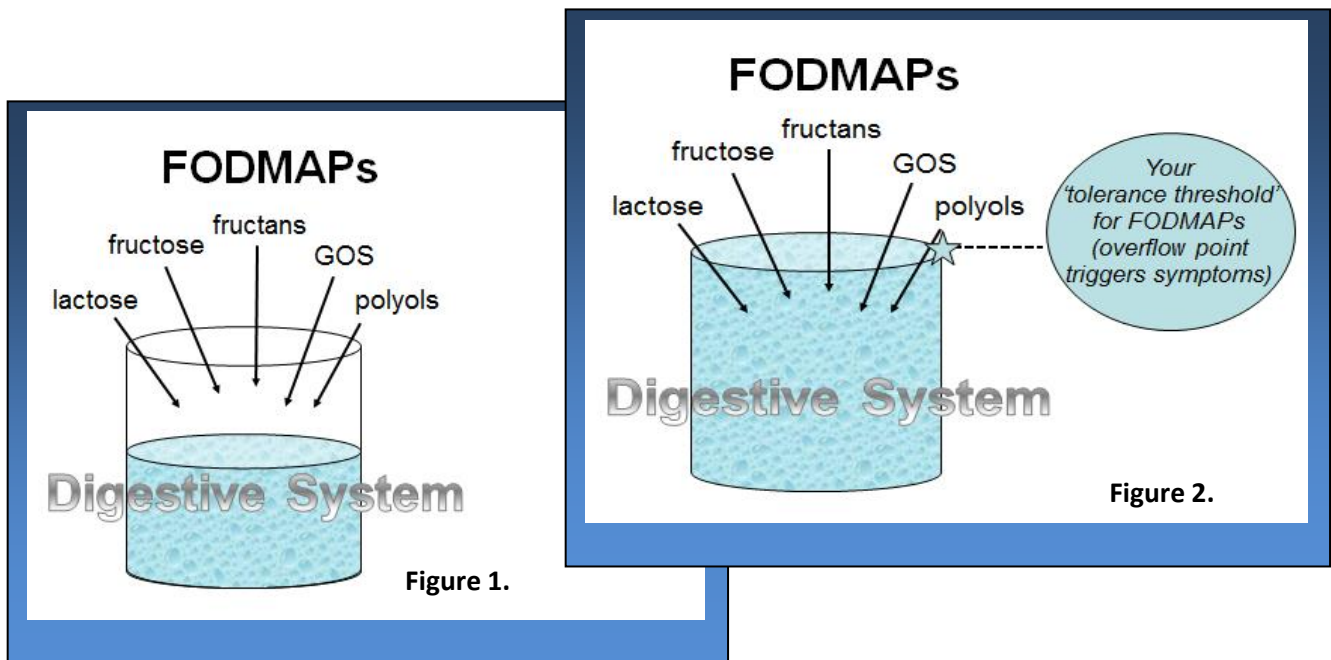 FODMAPs
fructans
fructose
GOS
lactose
polyols
Digestive System
Figure 1.
FODMAPs
fructans
fructose
GOS
lactose
polyols
Your
'tolerance threshold'
for FODMAPs
(overflow point
triggers symptoms)
Digestive System
Figure 2.